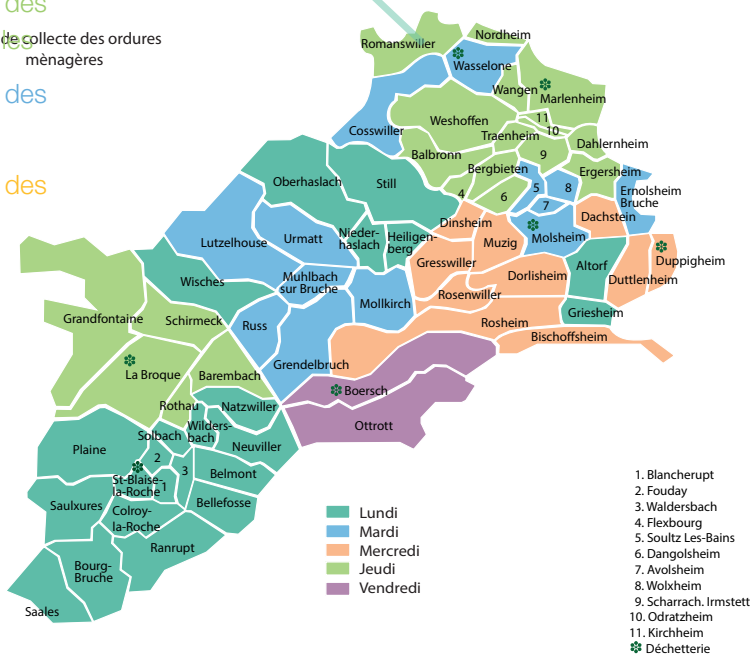 des
les
de collecte des ordures
mènagères
des
des
Romanswiller
Nordheim
Wasselone
Wangen
Marlenheim
Cosswiller
Weshoffen
11
10
Traenheim
Dahlernheim
Balbronn
9
Bergbieten
Ergersheim
Oberhaslach
Still
4
6
5
8
7
Ernolsheim
Bruche
Dinsheim
Dachstein
Lutzelhouse
Urmatt
Nieder-
haslach
Heiligen-
berg
Muzig
Molsheim
Gresswiller
Altorf
Duppigheim
Wisches
Muhlbach
sur Bruche
Dorlisheim
Duttlenheim
Mollkirch
Rosenwiller
Grandfontaine
Schirmeck
Russ
Rosheim
Griesheim
Bischoffsheim
Grendelbruch
La Broque
Barembach
Boersch
Rothau
Natzwiller
Ottrott
Solbach
Wilders-
bach
Plaine
Neuviller
2
3
St-Blaise-
la-Roche
1
Belmont
Saulxures
Colroy-
la-Roche
Bellefosse
Ranrupt
Bourg-
Bruche
Saales
Lundi
Mardi
Mercredi
Jeudi
Vendredi
1. Blancherupt
2. Fouday
3. Waldersbach
4. Flexbourg
5. Soultz Les-Bains
6. Dangolsheim
7. Avolsheim
8. Wolxheim
9. Scharrach. Irmstett
10. Odratzheim
11. Kirchheim
Déchetterie